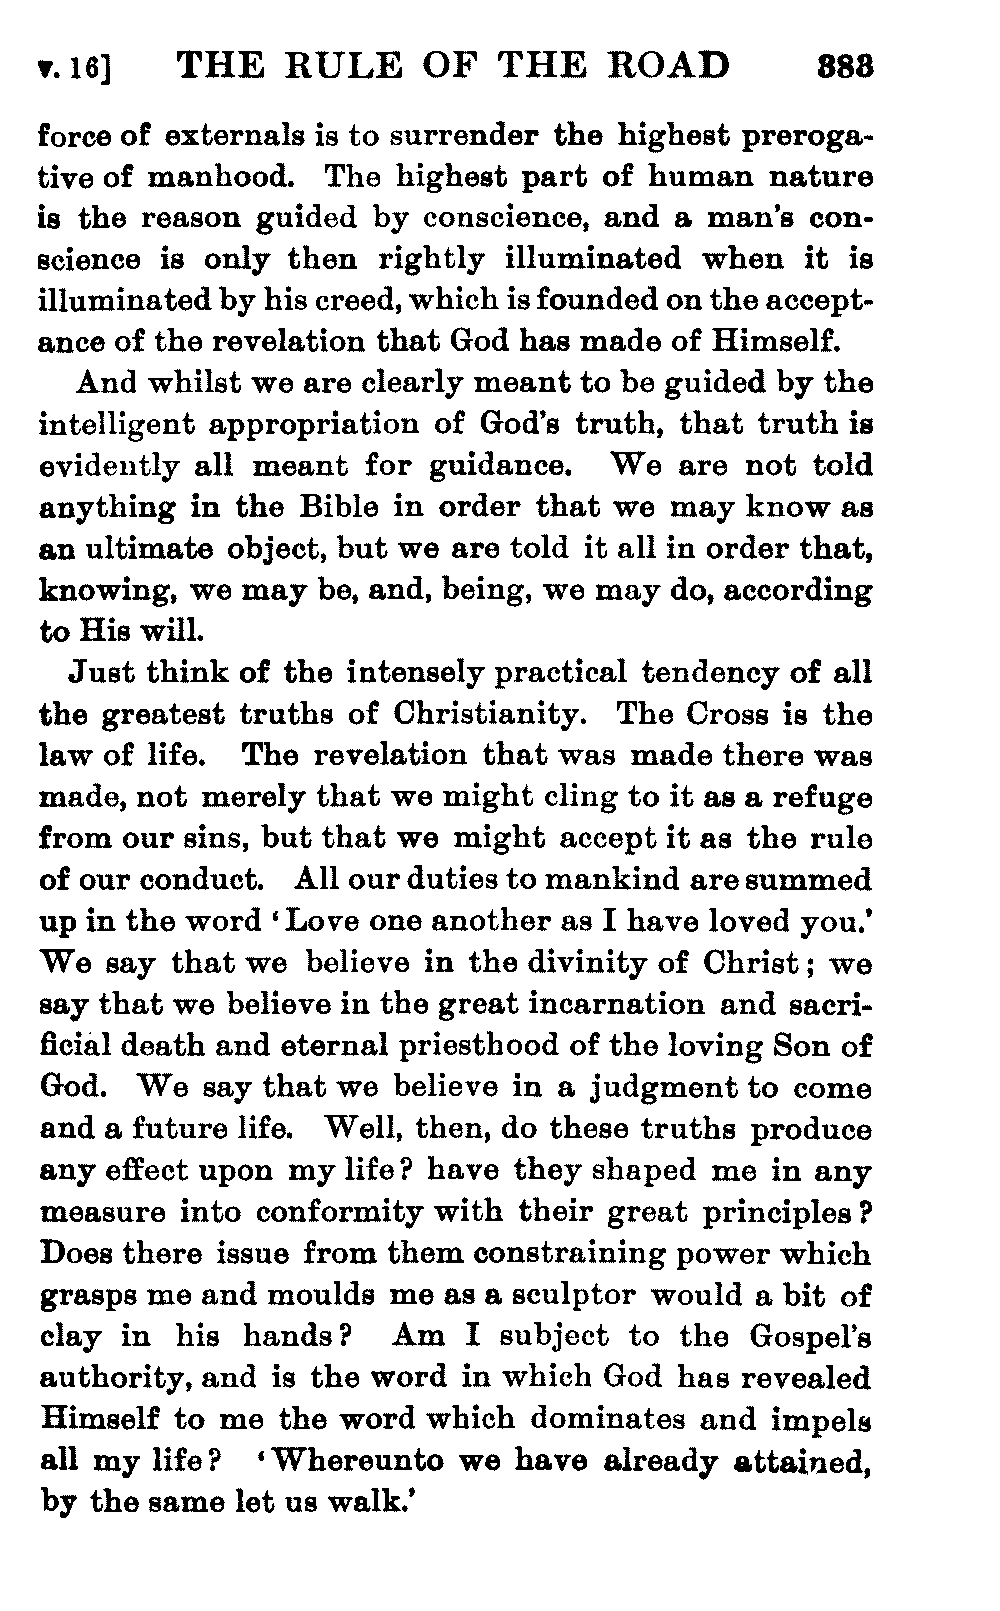 v. 16] THE RULE OF THE ROAD 383
force of externals is to surrender the highest preroga-
tive of manhood. The highest part of human nature
is the reason guided by conscience, and a man's con-
science is only then rightly illuminated when it is
illuminated by his creed, which is founded on the accept-
ance of the revelation that God has made of Himself.
And whilst we are clearly meant to be guided by the
intelligent appropriation of God's truth, that truth is
evidently all meant for guidance. We are not told
anything in the Bible in order that we may know as
an ultimate object, but we are told it all in order that,
knowing, we may be, and, being, we may do, according
to His will.
Just think of the intensely practical tendency of all
the greatest truths of Christianity. The Cross is the
law of life. The revelation that was made there was
made, not merely that we might cling to it as a refuge
from our sins, but that we might accept it as the rule
of our conduct. All our duties to mankind are summed
up in the word ‘Love one another as I have loved you.’
We say that we believe in the divinity of Christ; we
say that we believe in the great incarnation and sacri-
ficial death and eternal priesthood of the loving Son of
God. We say that we believe in a judgment to come
and a future life. Well, then, do these truths produce
any effect upon my life? have they shaped me in any
measure into conformity with their great principles?
Does there issue from them constraining power which
grasps me and moulds me as a sculptor would a bit of
clay in his hands? Am I subject to the Gospel's
authority, and is the word in which God has revealed
Himself to me the word which dominates and impels
all my life? ‘Whereunto we have already attained,
by the same let us walk.’